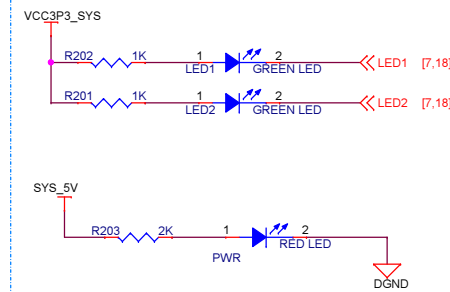 VCC3P3_SYS
R202 1K 1 2 LED1 [7,18]
LED1 GREEN LED
R201 1K 1 2 LED2 [7,18]
LED2 GREEN LED
SYS_5V
R203 2K 1 2
PWR RED LED
DGND